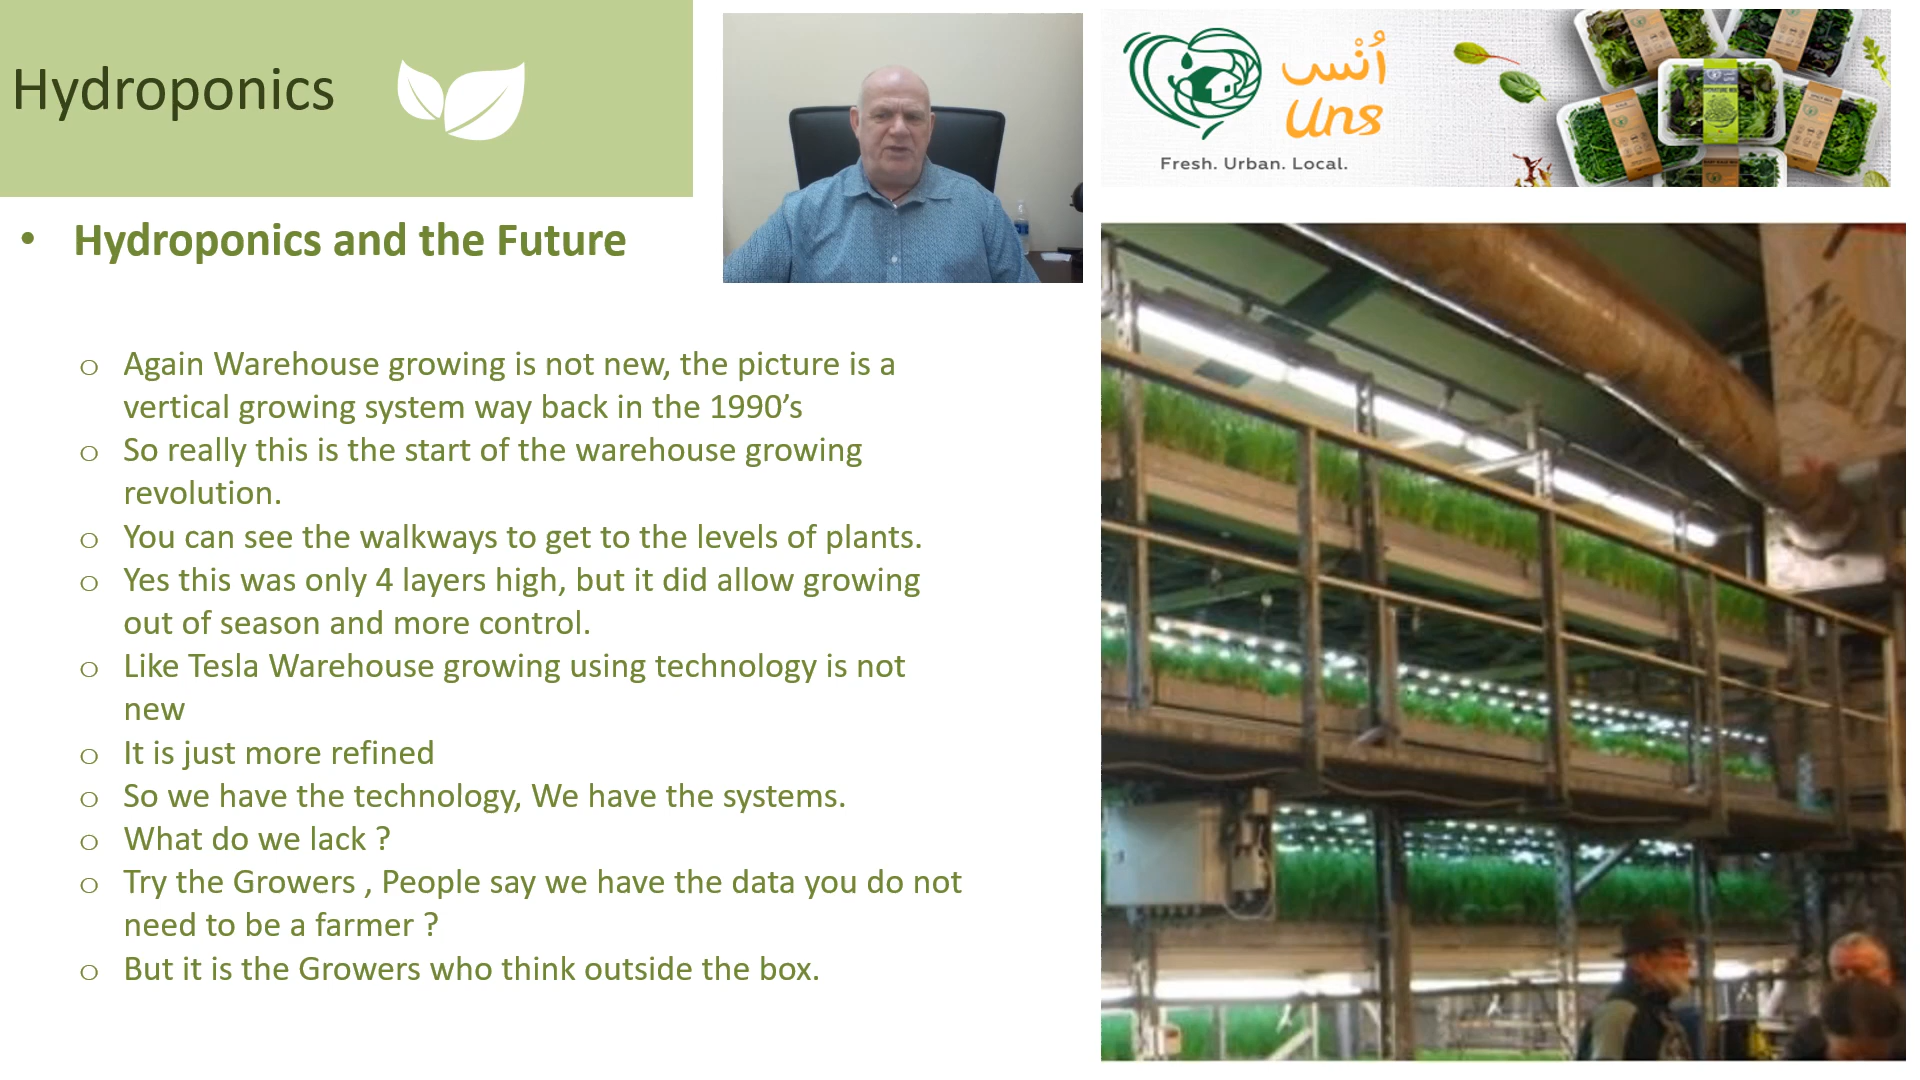 Hydroponics
أُنْس
Uns
Fresh. Urban. Local.
• Hydroponics and the Future
o Again Warehouse growing is not new, the picture is a
vertical growing system way back in the 1990’s
o So really this is the start of the warehouse growing
revolution.
o You can see the walkways to get to the levels of plants.
o Yes this was only 4 layers high, but it did allow growing
out of season and more control.
o Like Tesla Warehouse growing using technology is not
new
o It is just more refined
o So we have the technology, We have the systems.
o What do we lack ?
o Try the Growers , People say we have the data you do not
need to be a farmer ?
o But it is the Growers who think outside the box.